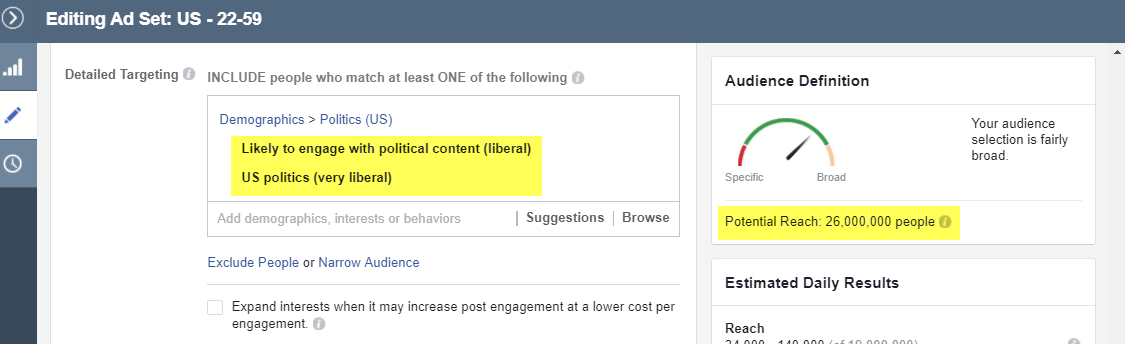 Editing Ad Set: US - 22-59
Detailed Targeting
INCLUDE people who match at least ONE of the following
Demographics > Politics (US)
Likely to engage with political content (liberal)
US politics (very liberal)
Add demographics, interests or behaviors
Suggestions
Browse
Exclude People or Narrow Audience
Expand interests when it may increase post engagement at a lower cost per
engagement.
Audience Definition
Your audience
selection is fairly
broad.
Specific
Broad
Potential Reach: 26,000,000 people
Estimated Daily Results
Reach